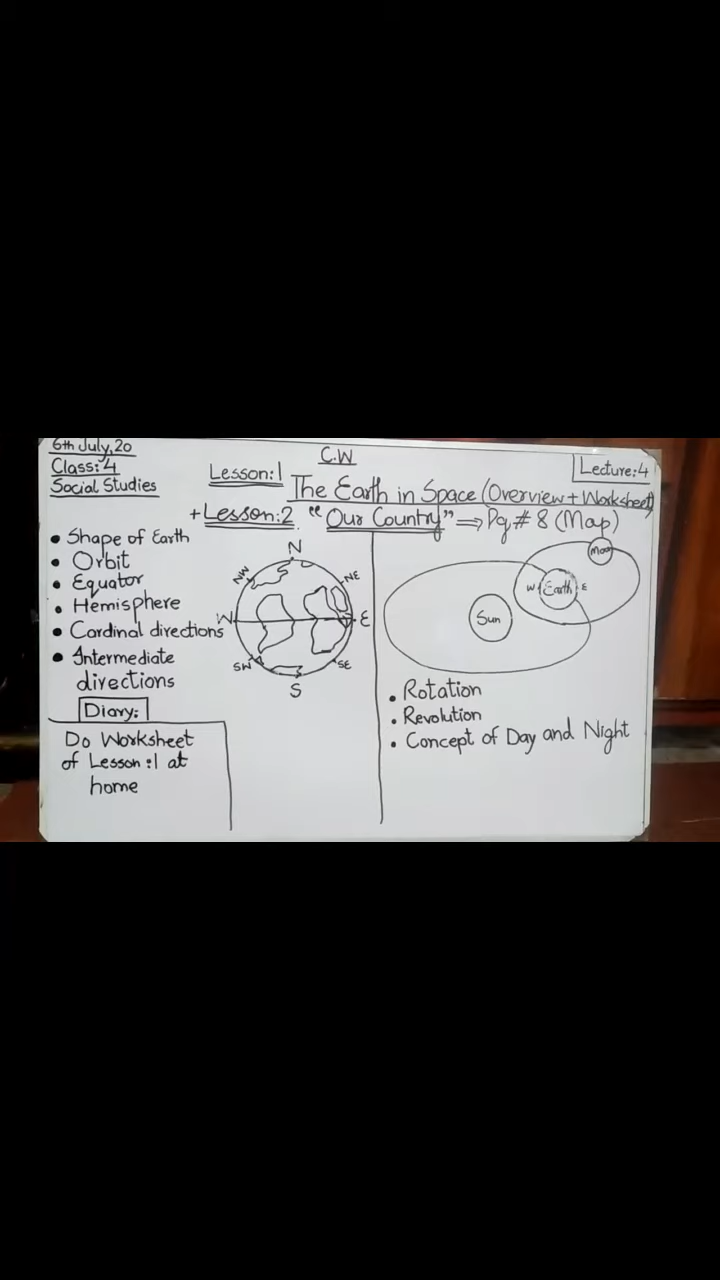 6th July,20
Class:4
Social Studies
C.W
Lecture:4
Lesson:1 The Earth in Space (Overview + Worksheet)
+ Lesson:2. "Our Country" ⇒ Pg # 8 (Map)
• Shape of Earth
• Orbit
• Equator
• Hemisphere
• Cardinal directions
• Intermediate
directions
Diary:
Do Worksheet
of Lesson:1 at
home
N
NW
NE
W
E
SW
SE
S
Moon
W Earth E
Sun
• Rotation
• Revolution
• Concept of Day and Night